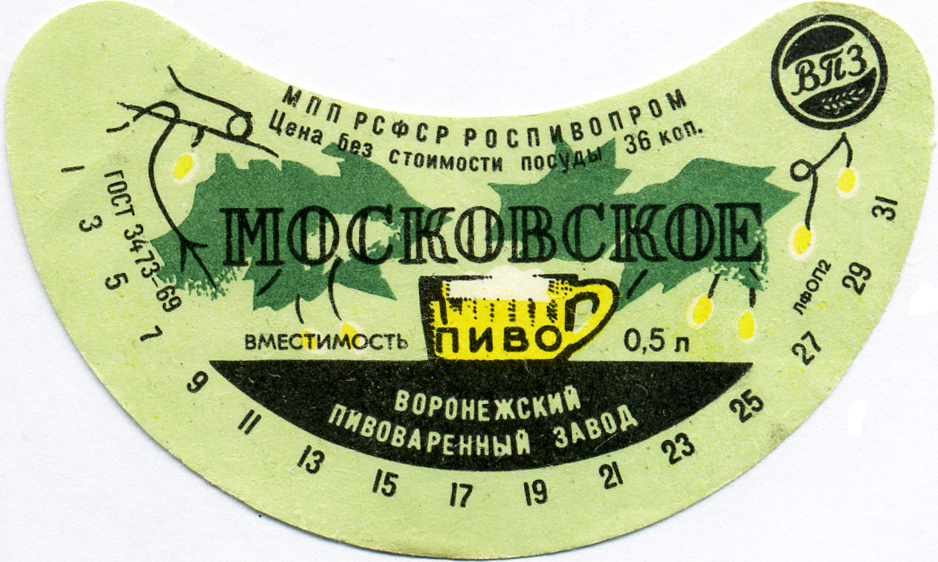 МПП РСФСР РОСПИВОПРОМ
Цена без стоимости посуды 36 коп.
ВПЗ
ГОСТ 3473-69
МОСКОВСКОЕ
ПИВО
ВМЕСТИМОСТЬ 0,5 л
ЛФОП2
ВОРОНЕЖСКИЙ
ПИВОВАРЕННЫЙ ЗАВОД
1 3 5 7 9 11 13 15 17 19 21 23 25 27 29 31